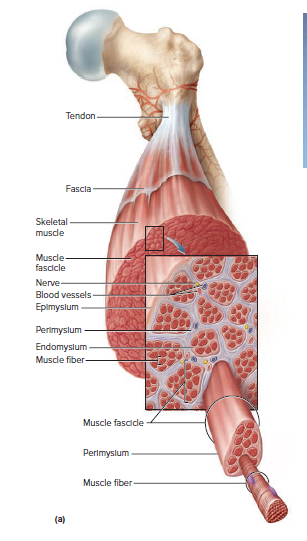 Tendon
Fascia
Skeletal
muscle
Muscle
fascicle
Nerve
Blood vessels
Epimysium
Perimysium
Endomysium
Muscle fiber
Muscle fascicle
Perimysium
Muscle fiber
(a)